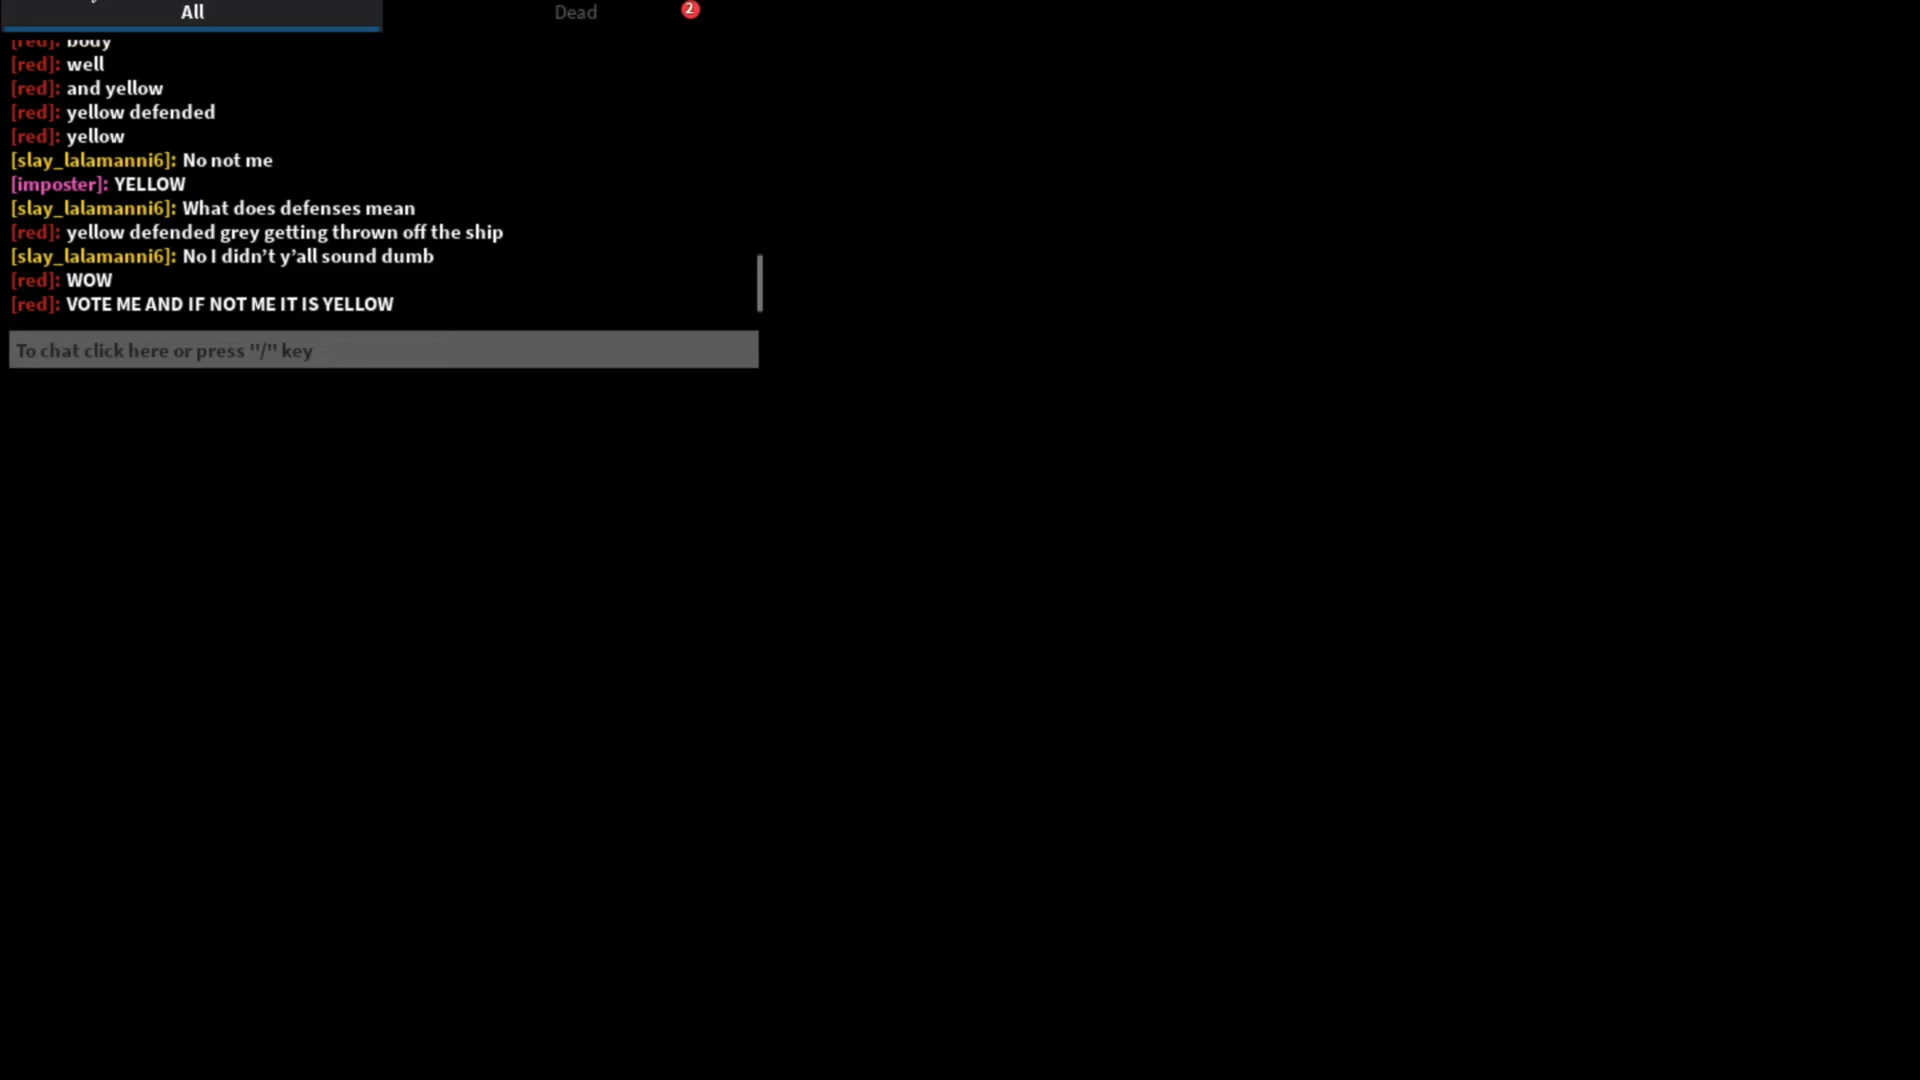 All
Dead
2
[red]: body
[red]: well
[red]: and yellow
[red]: yellow defended
[red]: yellow
[slay_lalamanni6]: No not me
[imposter]: YELLOW
[slay_lalamanni6]: What does defenses mean
[red]: yellow defended grey getting thrown off the ship
[slay_lalamanni6]: No I didn’t y’all sound dumb
[red]: WOW
[red]: VOTE ME AND IF NOT ME IT IS YELLOW
To chat click here or press "/" key